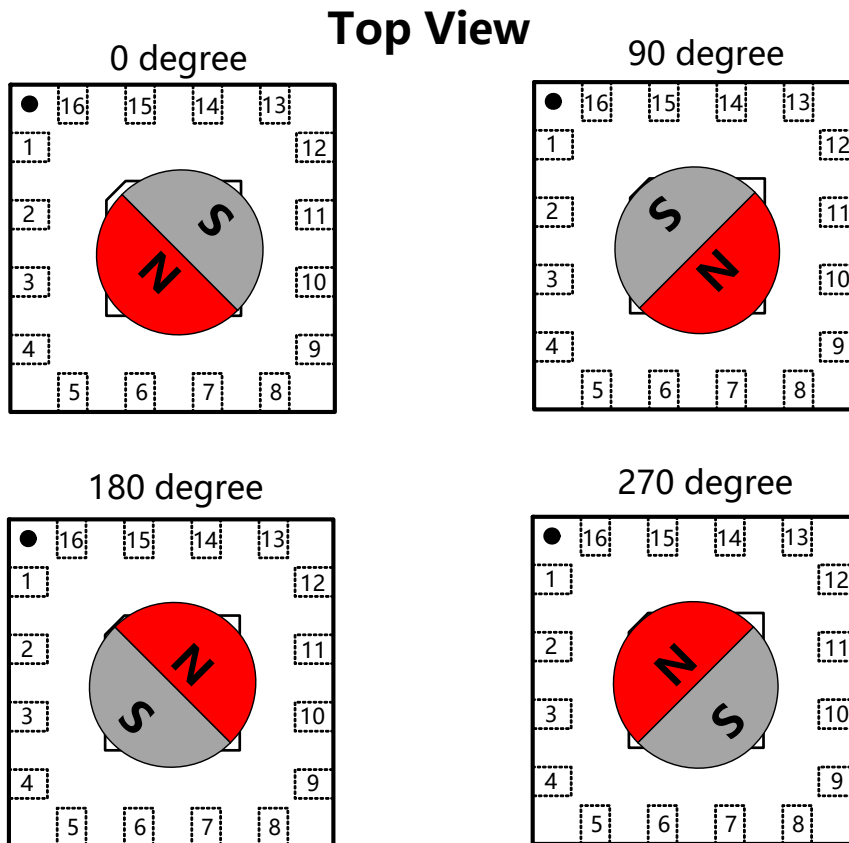 Top View
0 degree
16 15 14 13
1 12
2 11
3 10
4 9
5 6 7 8
S
N
90 degree
16 15 14 13
1 12
2 11
3 10
4 9
5 6 7 8
S
N
180 degree
16 15 14 13
1 12
2 11
3 10
4 9
5 6 7 8
N
S
270 degree
16 15 14 13
1 12
2 11
3 10
4 9
5 6 7 8
N
S